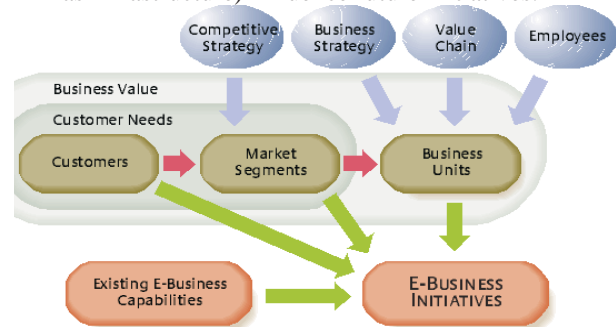 Competitive
Strategy
Business
Strategy
Value
Chain
Employees
Business Value
Customer Needs
Customers
Market
Segments
Business
Units
Existing E-Business
Capabilities
E-BUSINESS
INITIATIVES